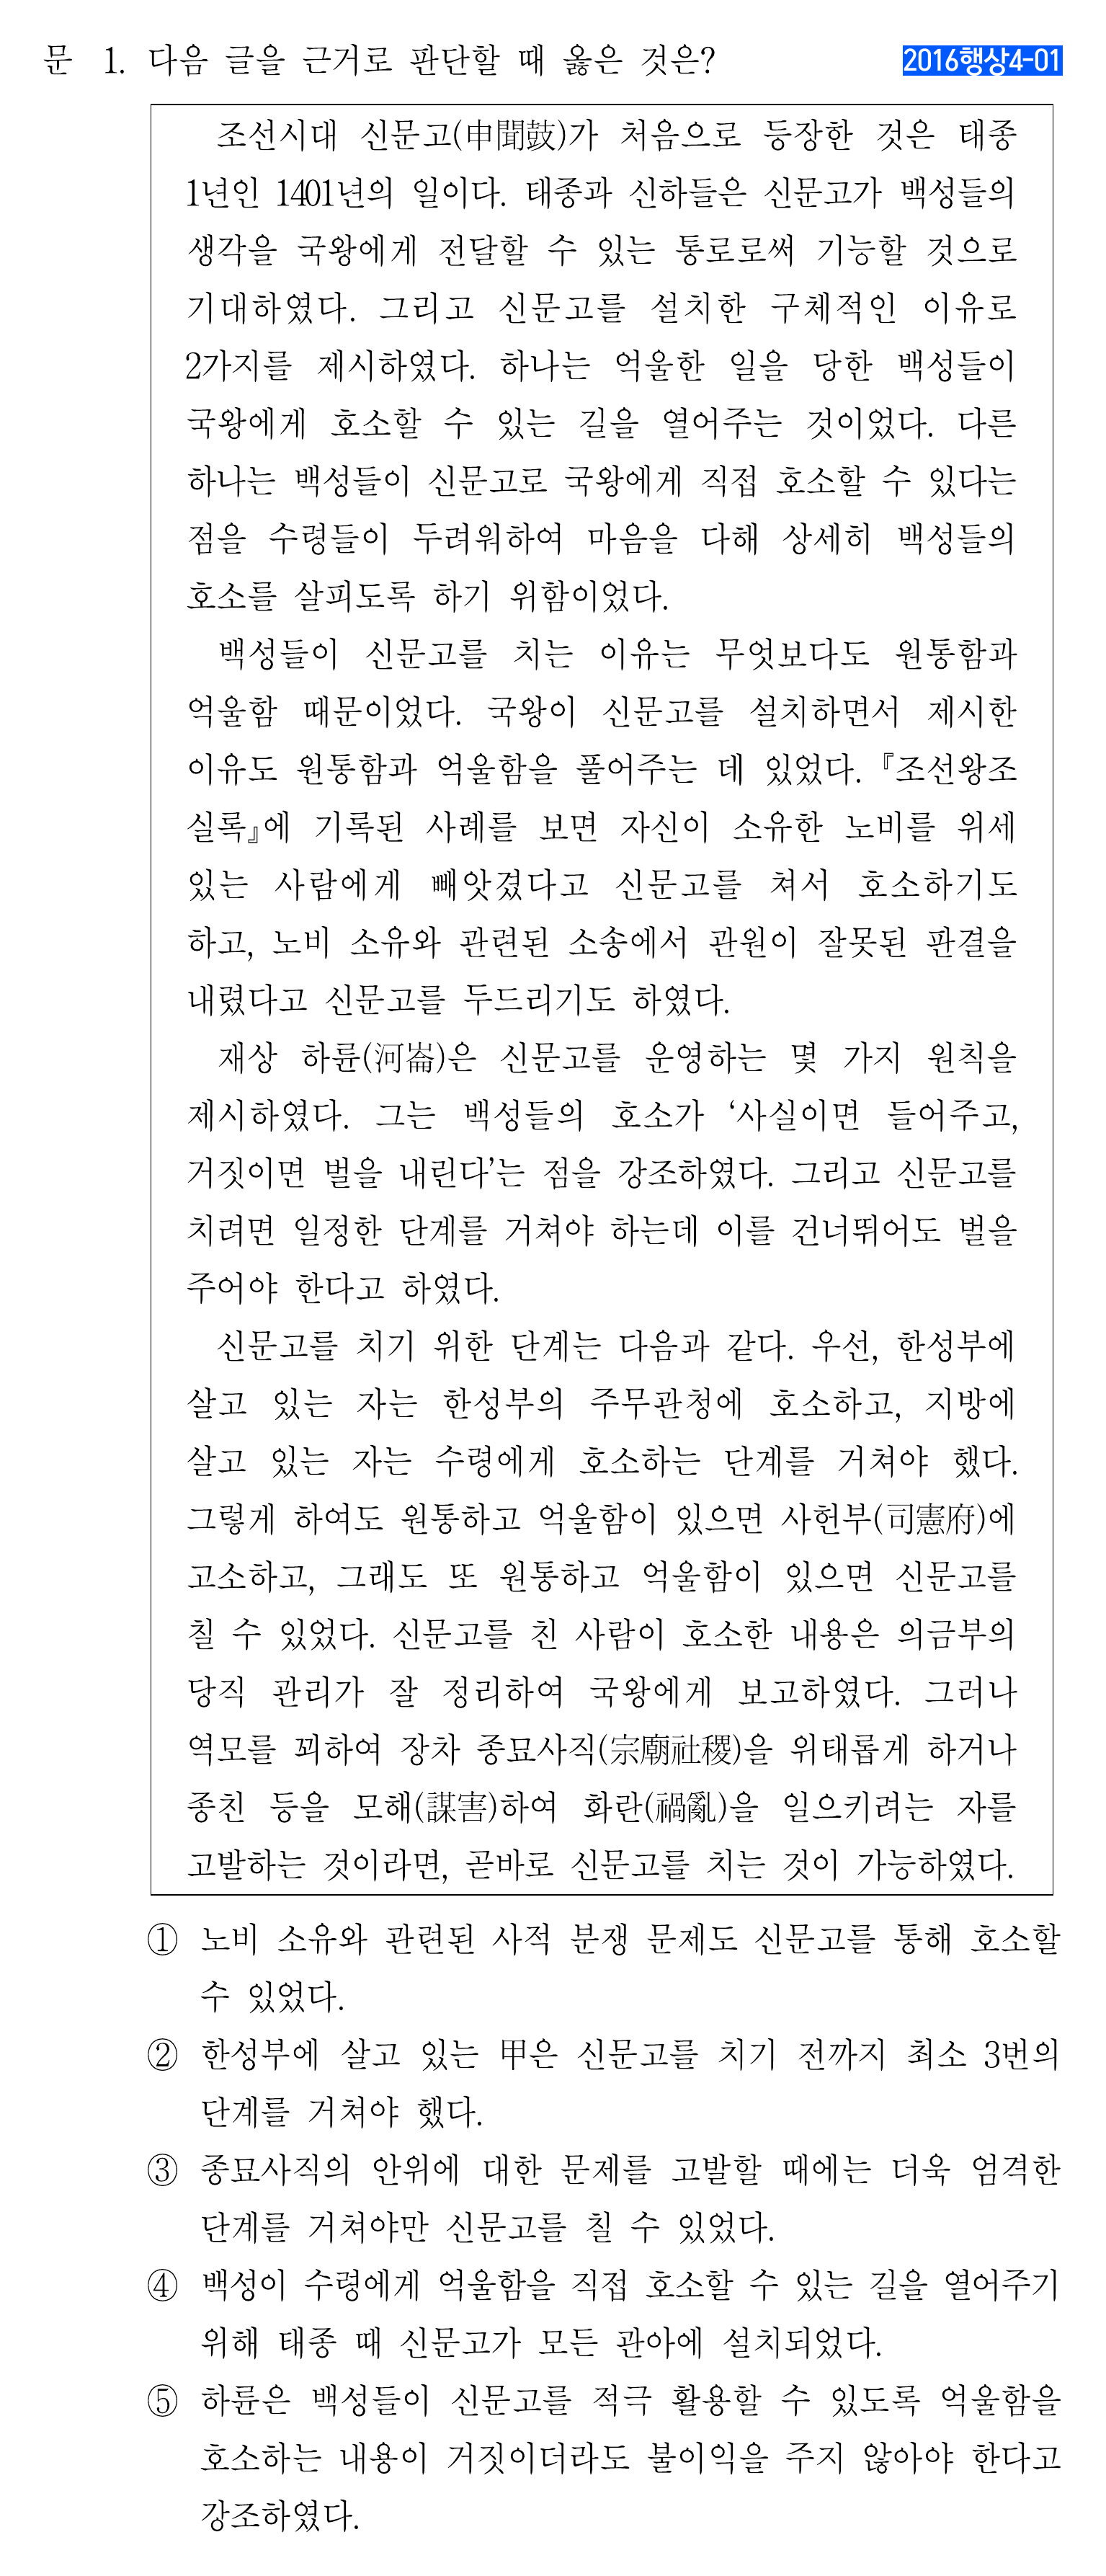 문 1. 다음 글을 근거로 판단할 때 옳은 것은?
2016행상4-01
조선시대 신문고(申聞鼓)가 처음으로 등장한 것은 태종
1년인 1401년의 일이다. 태종과 신하들은 신문고가 백성들의
생각을 국왕에게 전달할 수 있는 통로로써 기능할 것으로
기대하였다. 그리고 신문고를 설치한 구체적인 이유로
2가지를 제시하였다. 하나는 억울한 일을 당한 백성들이
국왕에게 호소할 수 있는 길을 열어주는 것이었다. 다른
하나는 백성들이 신문고로 국왕에게 직접 호소할 수 있다는
점을 수령들이 두려워하여 마음을 다해 상세히 백성들의
호소를 살피도록 하기 위함이었다.
백성들이 신문고를 치는 이유는 무엇보다도 원통함과
억울함 때문이었다. 국왕이 신문고를 설치하면서 제시한
이유도 원통함과 억울함을 풀어주는 데 있었다. 『조선왕조
실록』에 기록된 사례를 보면 자신이 소유한 노비를 위세
있는 사람에게 빼앗겼다고 신문고를 쳐서 호소하기도
하고, 노비 소유와 관련된 소송에서 관원이 잘못된 판결을
내렸다고 신문고를 두드리기도 하였다.
재상 하륜(河崙)은 신문고를 운영하는 몇 가지 원칙을
제시하였다. 그는 백성들의 호소가 ‘사실이면 들어주고,
거짓이면 벌을 내린다’는 점을 강조하였다. 그리고 신문고를
치려면 일정한 단계를 거쳐야 하는데 이를 건너뛰어도 벌을
주어야 한다고 하였다.
신문고를 치기 위한 단계는 다음과 같다. 우선, 한성부에
살고 있는 자는 한성부의 주무관청에 호소하고, 지방에
살고 있는 자는 수령에게 호소하는 단계를 거쳐야 했다.
그렇게 하여도 원통하고 억울함이 있으면 사헌부(司憲府)에
고소하고, 그래도 또 원통하고 억울함이 있으면 신문고를
칠 수 있었다. 신문고를 친 사람이 호소한 내용은 의금부의
당직 관리가 잘 정리하여 국왕에게 보고하였다. 그러나
역모를 꾀하여 장차 종묘사직(宗廟社稷)을 위태롭게 하거나
종친 등을 모해(謀害)하여 화란(禍亂)을 일으키려는 자를
고발하는 것이라면, 곧바로 신문고를 치는 것이 가능하였다.
① 노비 소유와 관련된 사적 분쟁 문제도 신문고를 통해 호소할
수 있었다.
② 한성부에 살고 있는 甲은 신문고를 치기 전까지 최소 3번의
단계를 거쳐야 했다.
③ 종묘사직의 안위에 대한 문제를 고발할 때에는 더욱 엄격한
단계를 거쳐야만 신문고를 칠 수 있었다.
④ 백성이 수령에게 억울함을 직접 호소할 수 있는 길을 열어주기
위해 태종 때 신문고가 모든 관아에 설치되었다.
⑤ 하륜은 백성들이 신문고를 적극 활용할 수 있도록 억울함을
호소하는 내용이 거짓이더라도 불이익을 주지 않아야 한다고
강조하였다.